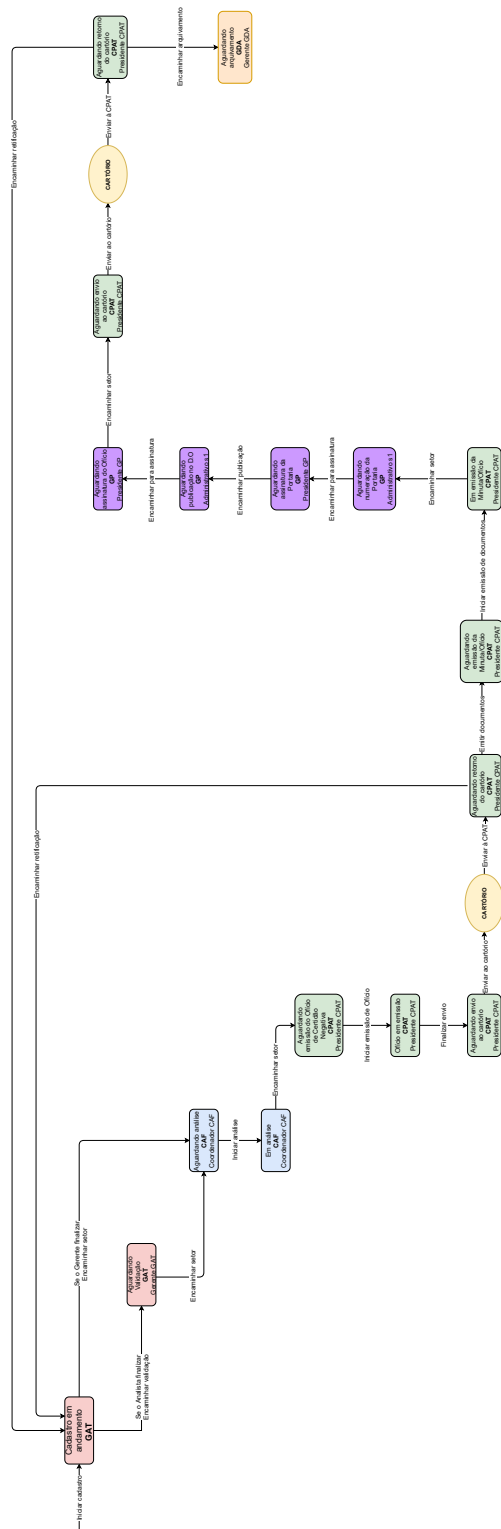 Iniciar cadastro
Cadastro em
andamento
GAT
Se o Gerente finalizar
Encaminhar setor
Se o Analista finalizar
Encaminhar validação
Aguardando
Validação
GAT
Gerente GAT
Encaminhar setor
Aguardando análise
CAF
Coordenador CAF
Iniciar análise
Em análise
CAF
Coordenador CAF
Encaminhar setor
Aguardando
emissão do Ofício
de Certidão
Negativa
CPAT
Presidente CPAT
Iniciar emissão de Ofício
Ofício em emissão
CPAT
Presidente CPAT
Finalizar envio
Aguardando envio
ao cartório
CPAT
Presidente CPAT
Enviar ao cartório
CARTÓRIO
Enviar à CPAT
Aguardando retorno
do cartório
CPAT
Presidente CPAT
Encaminhar retificação
Emitir documentos
Aguardando
emissão da
Minuta/Ofício
CPAT
Presidente CPAT
Iniciar emissão de documentos
Em emissão da
Minuta/Ofício
CPAT
Presidente CPAT
Encaminhar setor
Aguardando
numeração da
Portaria
GP
Administrativos1
Encaminhar para assinatura
Aguardando
assinatura da
Portaria
GP
Presidente GP
Encaminhar publicação
Aguardando
publicação no DO
GP
Administrativos1
Encaminhar para assinatura
Aguardando
assinatura do Ofício
GP
Presidente GP
Encaminhar setor
Aguardando envio
ao cartório
CPAT
Presidente CPAT
Enviar ao cartório
CARTÓRIO
Enviar à CPAT
Aguardando retorno
do cartório
CPAT
Presidente CPAT
Encaminhar retificação
Encaminhar arquivamento
Aguardando
arquivamento
GDA
Gerente GDA